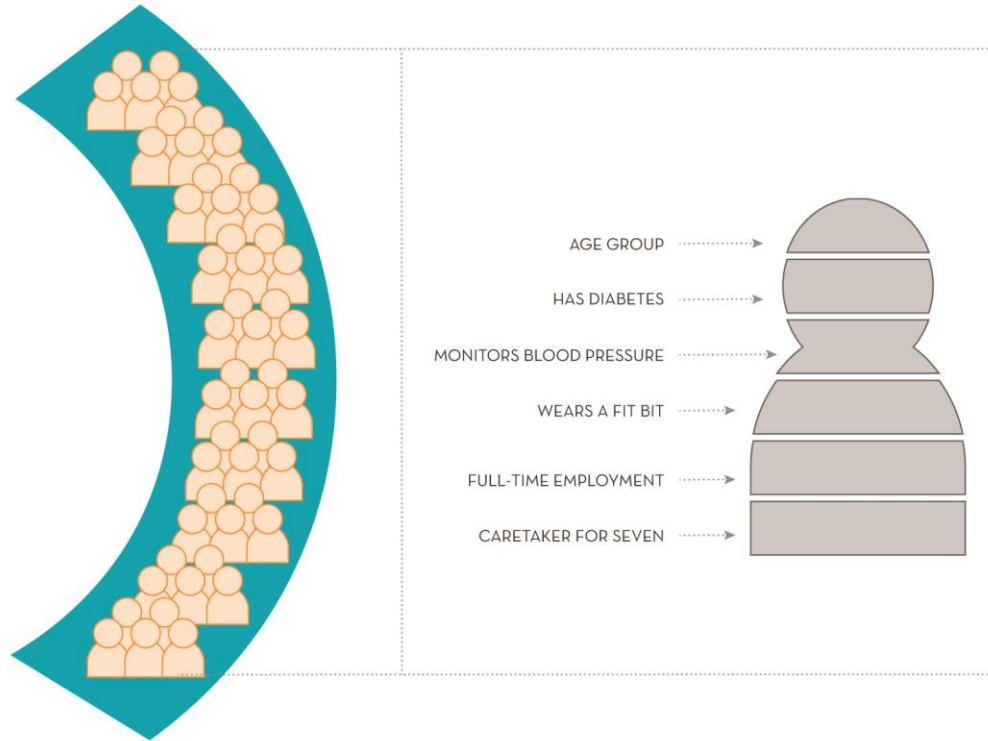 AGE GROUP
HAS DIABETES
MONITORS BLOOD PRESSURE
WEARS A FIT BIT
FULL-TIME EMPLOYMENT
CARETAKER FOR SEVEN